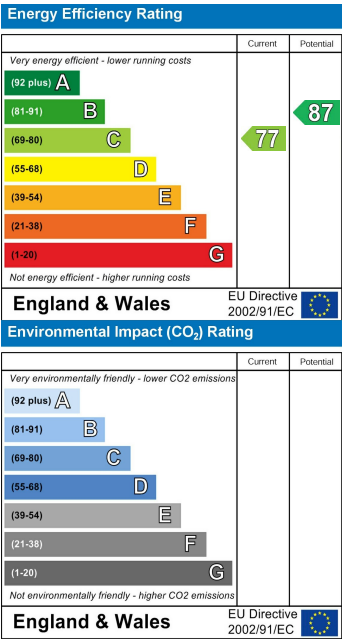 Energy Efficiency Rating
Current Potential
Very energy efficient - lower running costs
(92 plus) A
(81-91) B 87
(69-80) C 77
(55-68) D
(39-54) E
(21-38) F
(1-20) G
Not energy efficient - higher running costs
England & Wales
EU Directive
2002/91/EC
Environmental Impact (CO₂) Rating
Current Potential
Very environmentally friendly - lower CO2 emissions
(92 plus) A
(81-91) B
(69-80) C
(55-68) D
(39-54) E
(21-38) F
(1-20) G
Not environmentally friendly - higher CO2 emissions
England & Wales
EU Directive
2002/91/EC